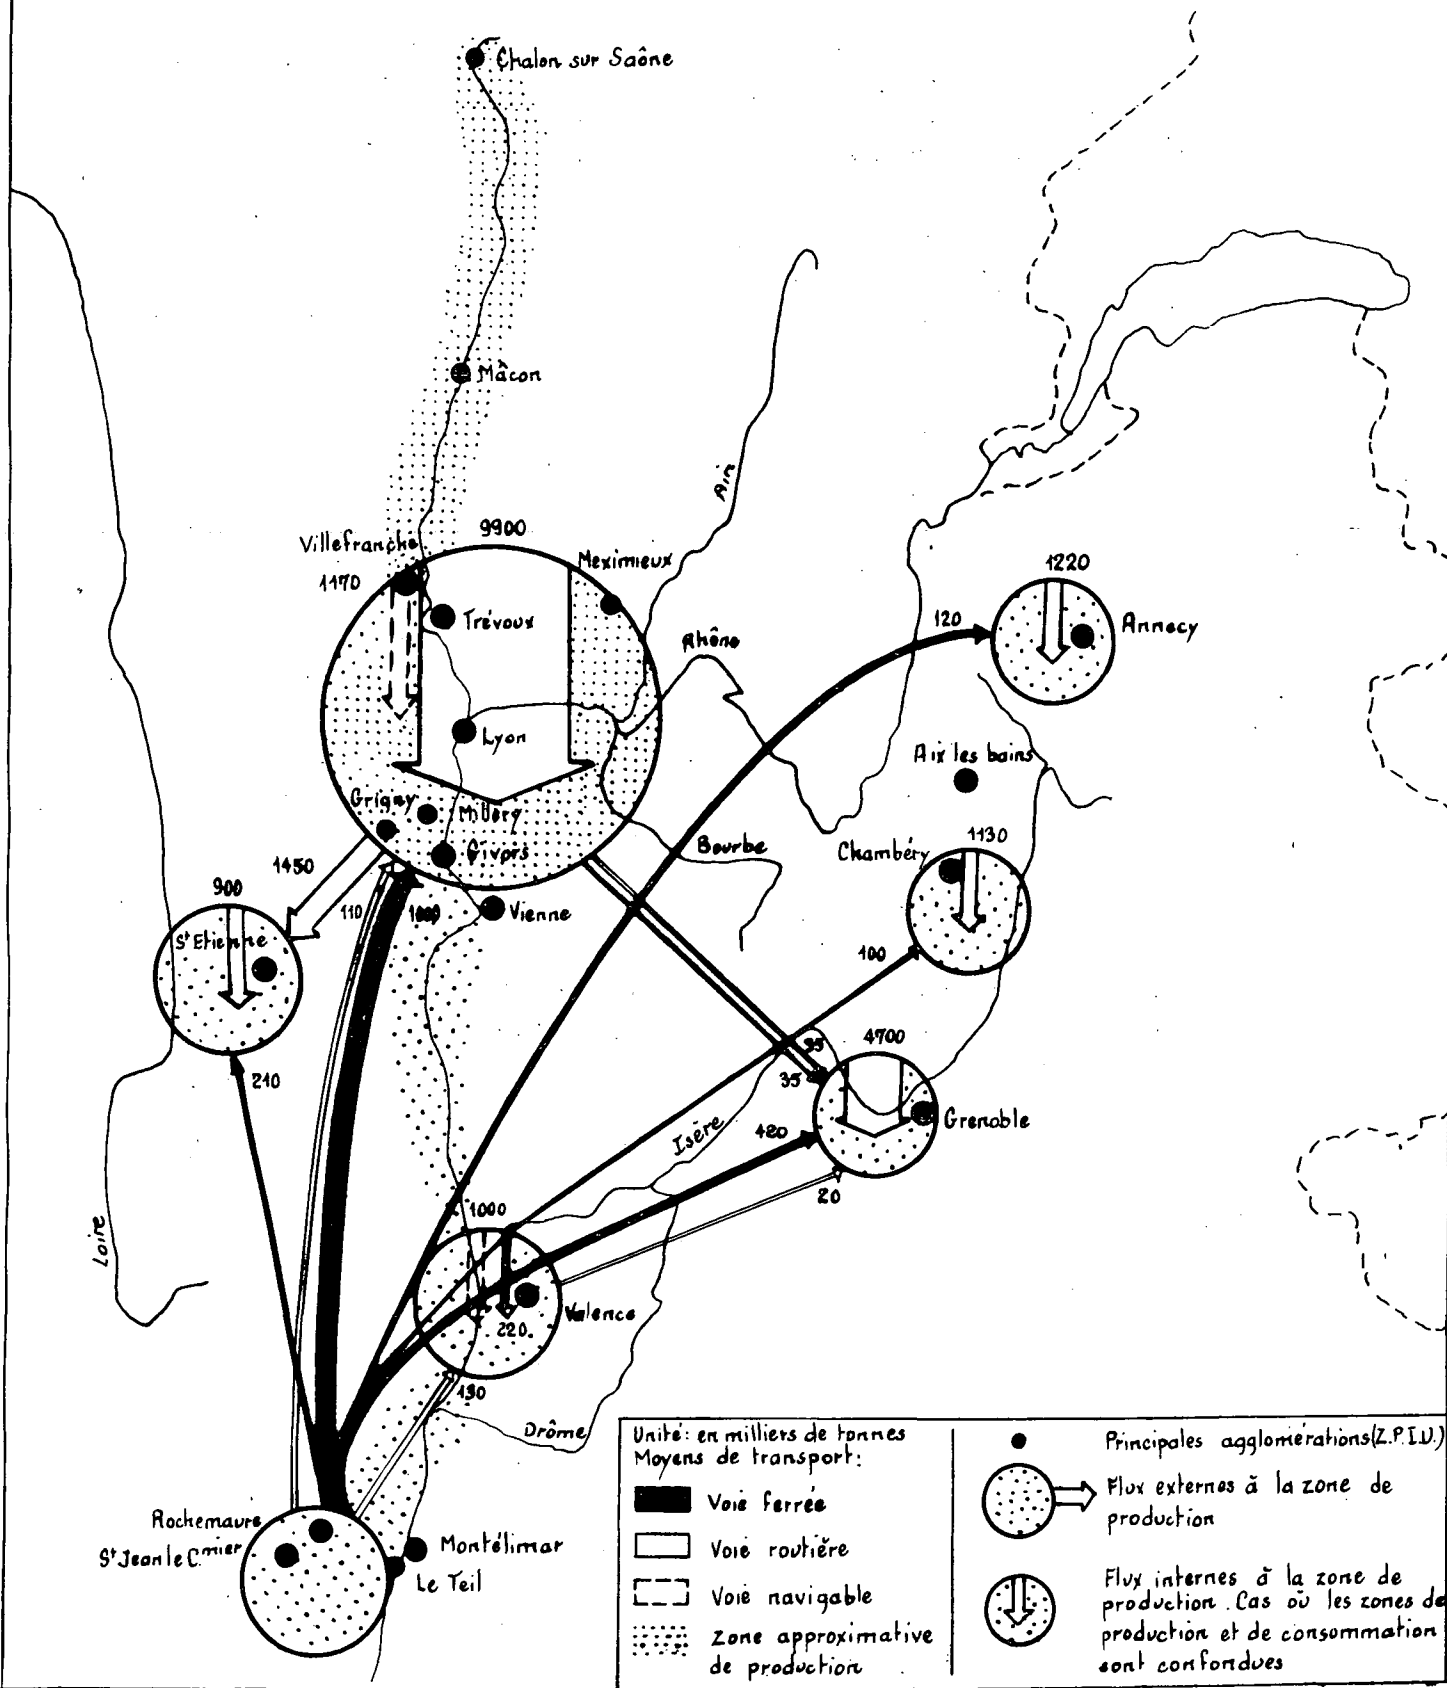 Chalon sur Saône
Mâcon
Ain
9900
Villefranche
Meximieux
1170
1220
Trévoux
120
Annecy
Rhône
Lyon
Aix les bains
Grigny
Millery
1130
Bourbe
Chambéry
Givors
1450
900
110
1800
Vienne
St Etienne
100
35
4700
35
210
Grenoble
Isère
420
20
1000
Loire
Valence
220
130
Drôme
Rochemaure
St Jean le C.mier
Montélimar
Le Teil
Unité: en milliers de tonnes
Moyens de transport:
Voie ferrée
Voie routière
Voie navigable
Zone approximative
de production
Principales agglomérations (Z.P.I.U.)
Flux externes à la zone de
production
Flux internes à la zone de
production. Cas où les zones de
production et de consommation
sont confondues